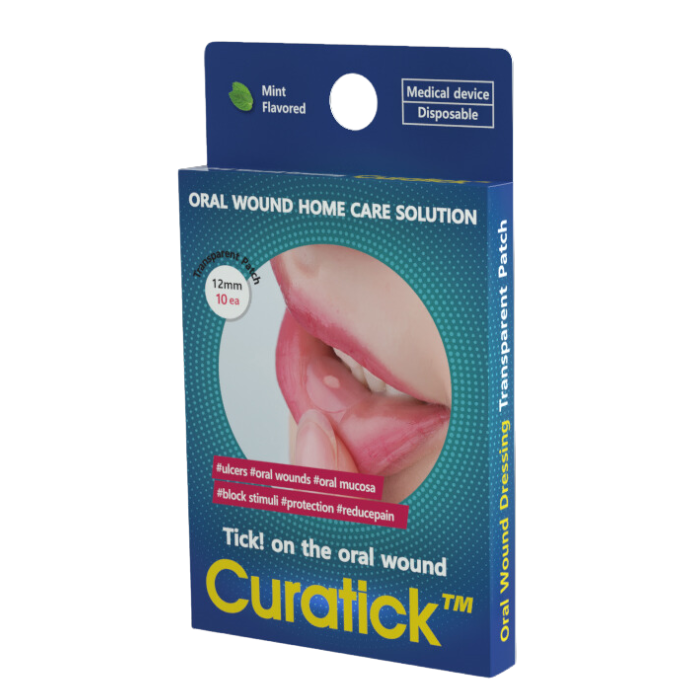 Mint
Flavored
Medical device
Disposable
ORAL WOUND HOME CARE SOLUTION
Transparent Patch
12mm
10 ea
#ulcers #oral wounds #oral mucosa
#block stimuli #protection #reducepain
Tick! on the oral wound
Curatick™
Oral Wound Dressing Transparent Patch